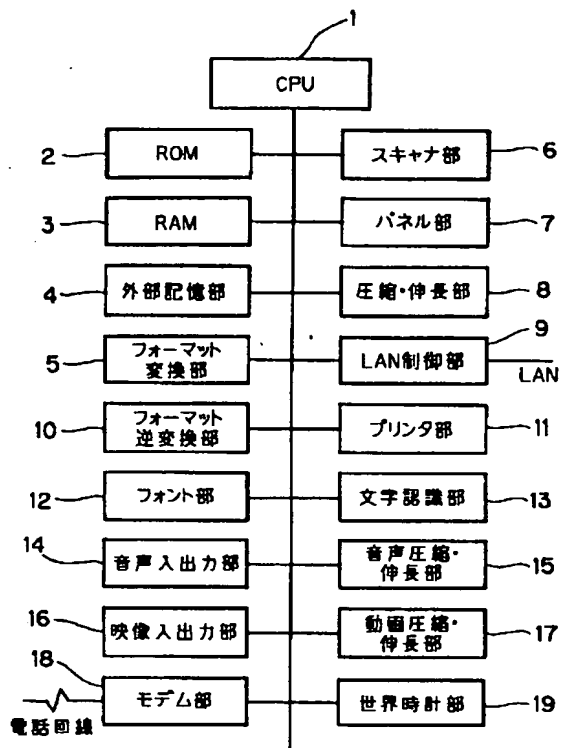 1
CPU
2
ROM
スキャナ部
6
3
RAM
パネル部
7
4
外部記憶部
圧縮・伸長部
8
9
5
フォーマット
変換部
LAN制御部
LAN
10
フォーマット
逆変換部
プリンタ部
11
12
フォント部
文字認識部
13
14
音声入出力部
音声圧縮・
伸長部
15
16
映像入出力部
動画圧縮・
伸長部
17
18
モデム部
世界時計部
19
電話回線